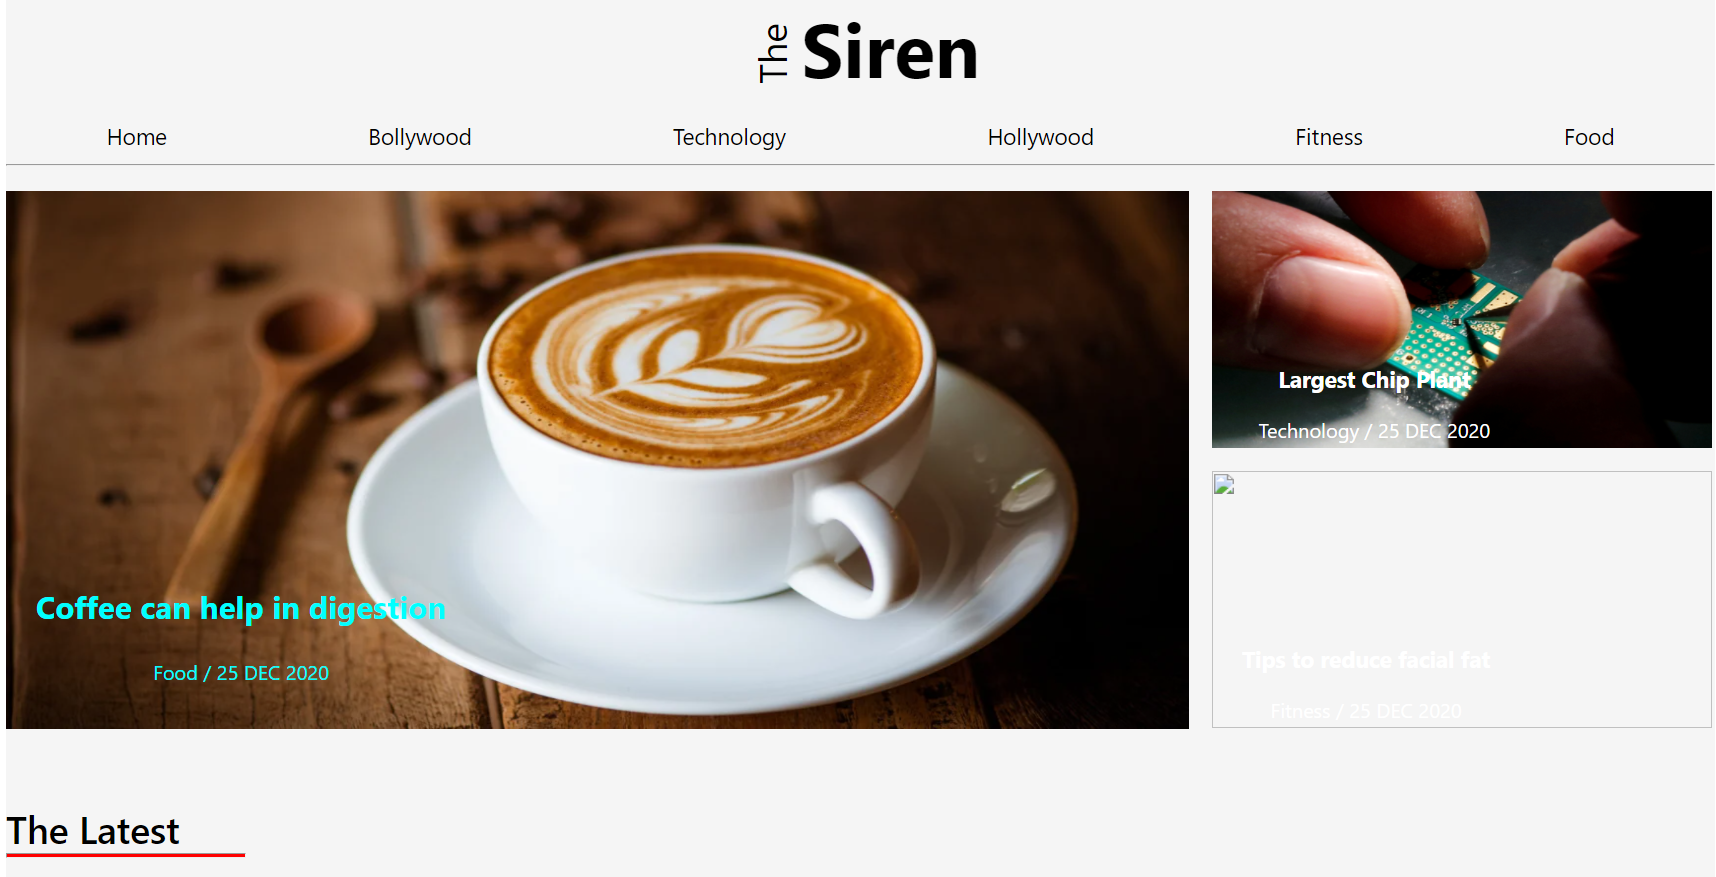 The Siren
Home Bollywood Technology Hollywood Fitness Food
Coffee can help in digestion
Food / 25 DEC 2020
Largest Chip Plant
Technology / 25 DEC 2020
Tips to reduce facial fat
Fitness / 25 DEC 2020
The Latest